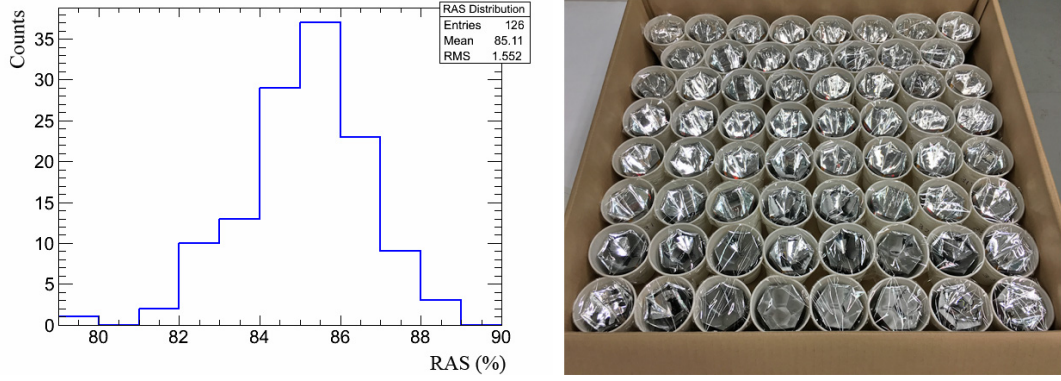 RAS Distribution
Entries 126
Mean 85.11
RMS 1.552
Counts
35
30
25
20
15
10
5
0
80 82 84 86 88 90
RAS (%)